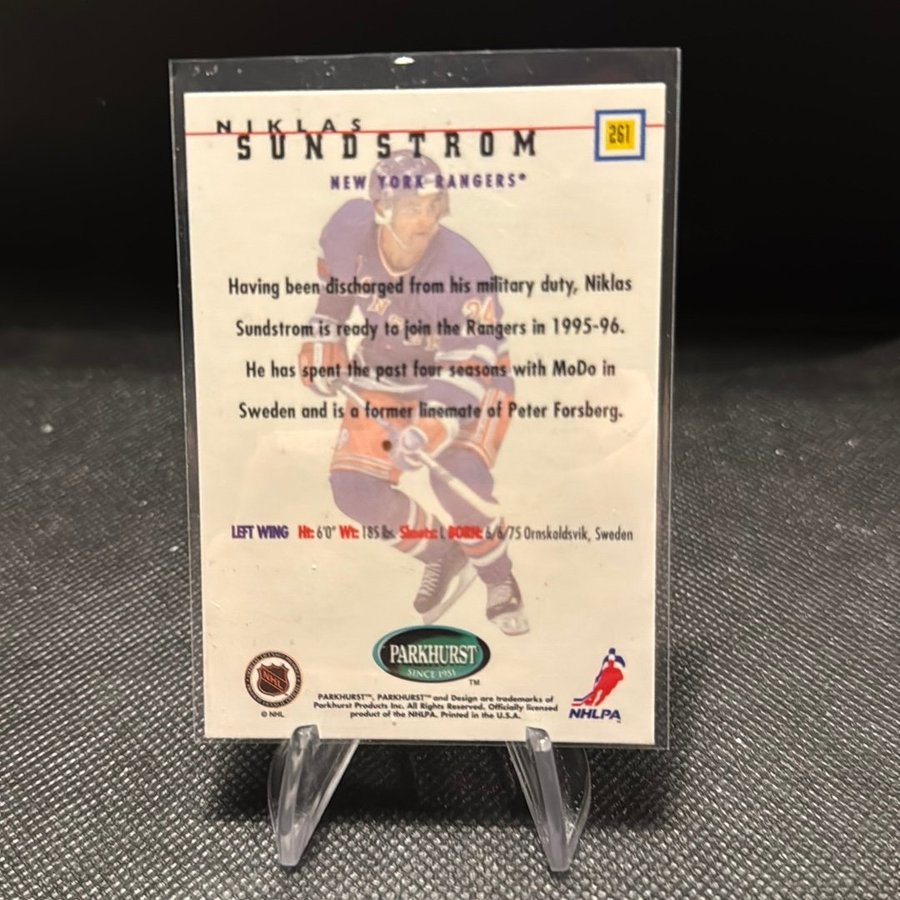 NIKLAS
SUNDSTROM
261
NEW YORK RANGERS®
Having been discharged from his military duty, Niklas
Sundstrom is ready to join the Rangers in 1995-96.
He has spent the past four seasons with MoDo in
Sweden and is a former linemate of Peter Forsberg.
LEFT WING Ht: 6'0" Wt: 185 lbs. Shoots: L BORN: 6/6/75 Ornskoldsvik, Sweden
PARKHURST
SINCE 1951
TM
NHL
© NHL
PARKHURST™, PARKHURST™ and Design are trademarks of
Parkhurst Products Inc. All Rights Reserved. Officially licensed
product of the NHLPA. Printed in the U.S.A.
NHLPA